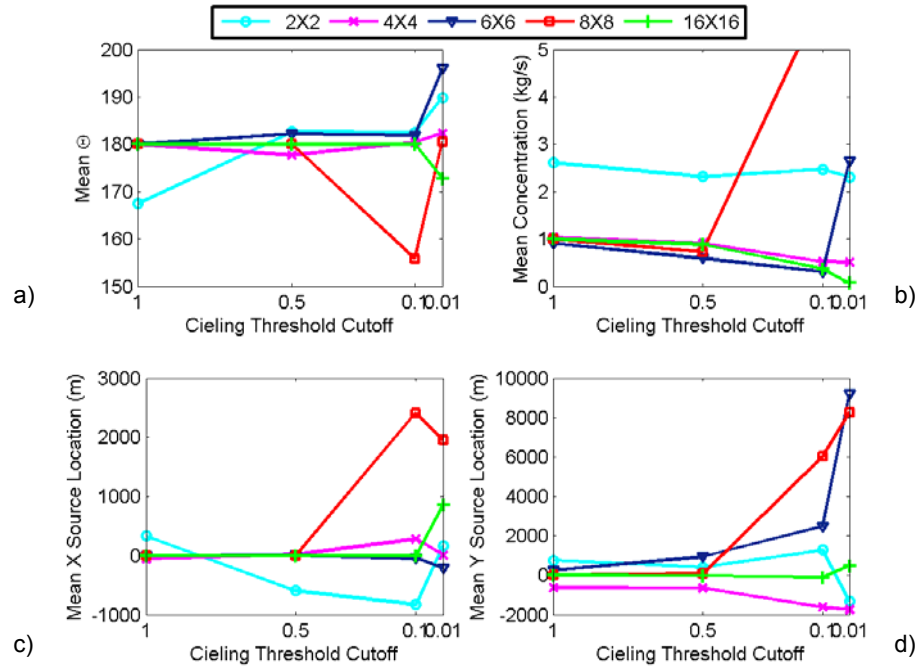 2X2 4X4 6X6 8X8 16X16
200
190
180
170
160
150
Mean Θ
1 0.5 0.1 0.01
Cieling Threshold Cutoff
a)
5
4
3
2
1
0
Mean Concentration (kg/s)
1 0.5 0.1 0.01
Cieling Threshold Cutoff
b)
3000
2000
1000
0
-1000
Mean X Source Location (m)
1 0.5 0.1 0.01
Cieling Threshold Cutoff
c)
10000
8000
6000
4000
2000
0
-2000
Mean Y Source Location (m)
1 0.5 0.1 0.01
Cieling Threshold Cutoff
d)